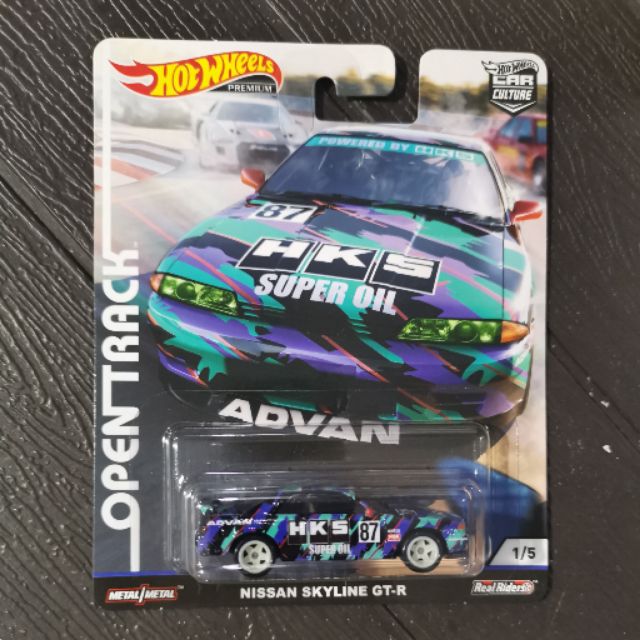 HOT WHEELS
PREMIUM
HOT WHEELS
CAR
CULTURE
OPEN TRACK
POWERED BY HKS
87
HKS
SUPER OIL
ADVAN
ADVAN
HKS
87
SUPER OIL
1/5
METAL/METAL
NISSAN SKYLINE GT-R
Real Riders